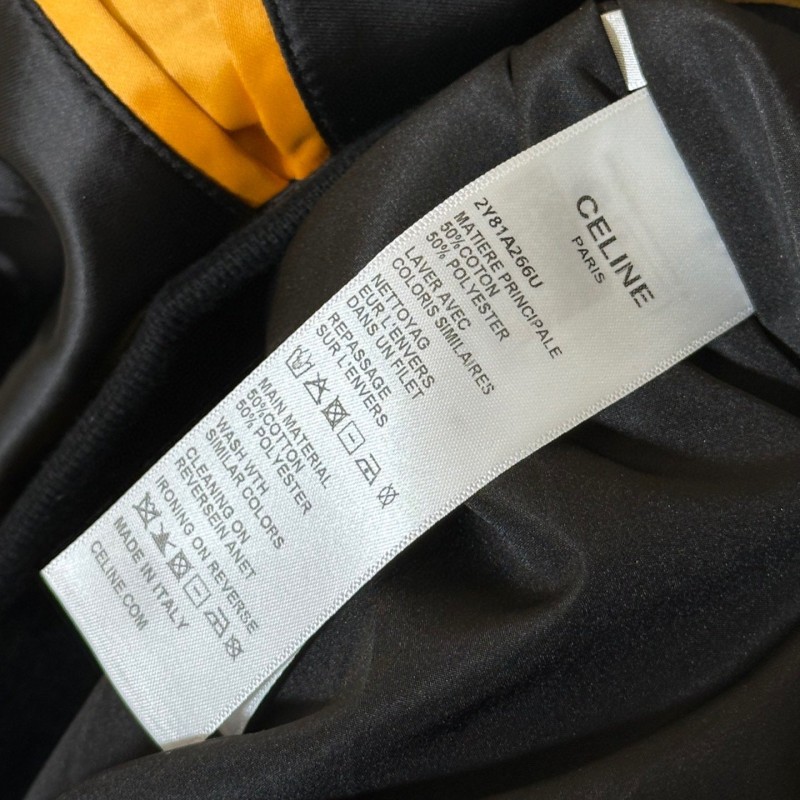 CELINE
PARIS
2Y81A266U
MATIERE PRINCIPALE
50%COTON
50% POLYESTER
LAVER AVEC
COLORIS SIMILAIRES
NETTOYAG
EUR L'ENVERS
DANS UN FILET
REPASSAGE
SUR L'ENVERS
MAIN MATERIAL
50%COTTON
50% POLYESTER
WASH WTH
SIMILAR COLORS
CLEANING ON
REVERSEIN ANET
IRONING ON REVERSE
MADE IN ITALY
CELINE.COM